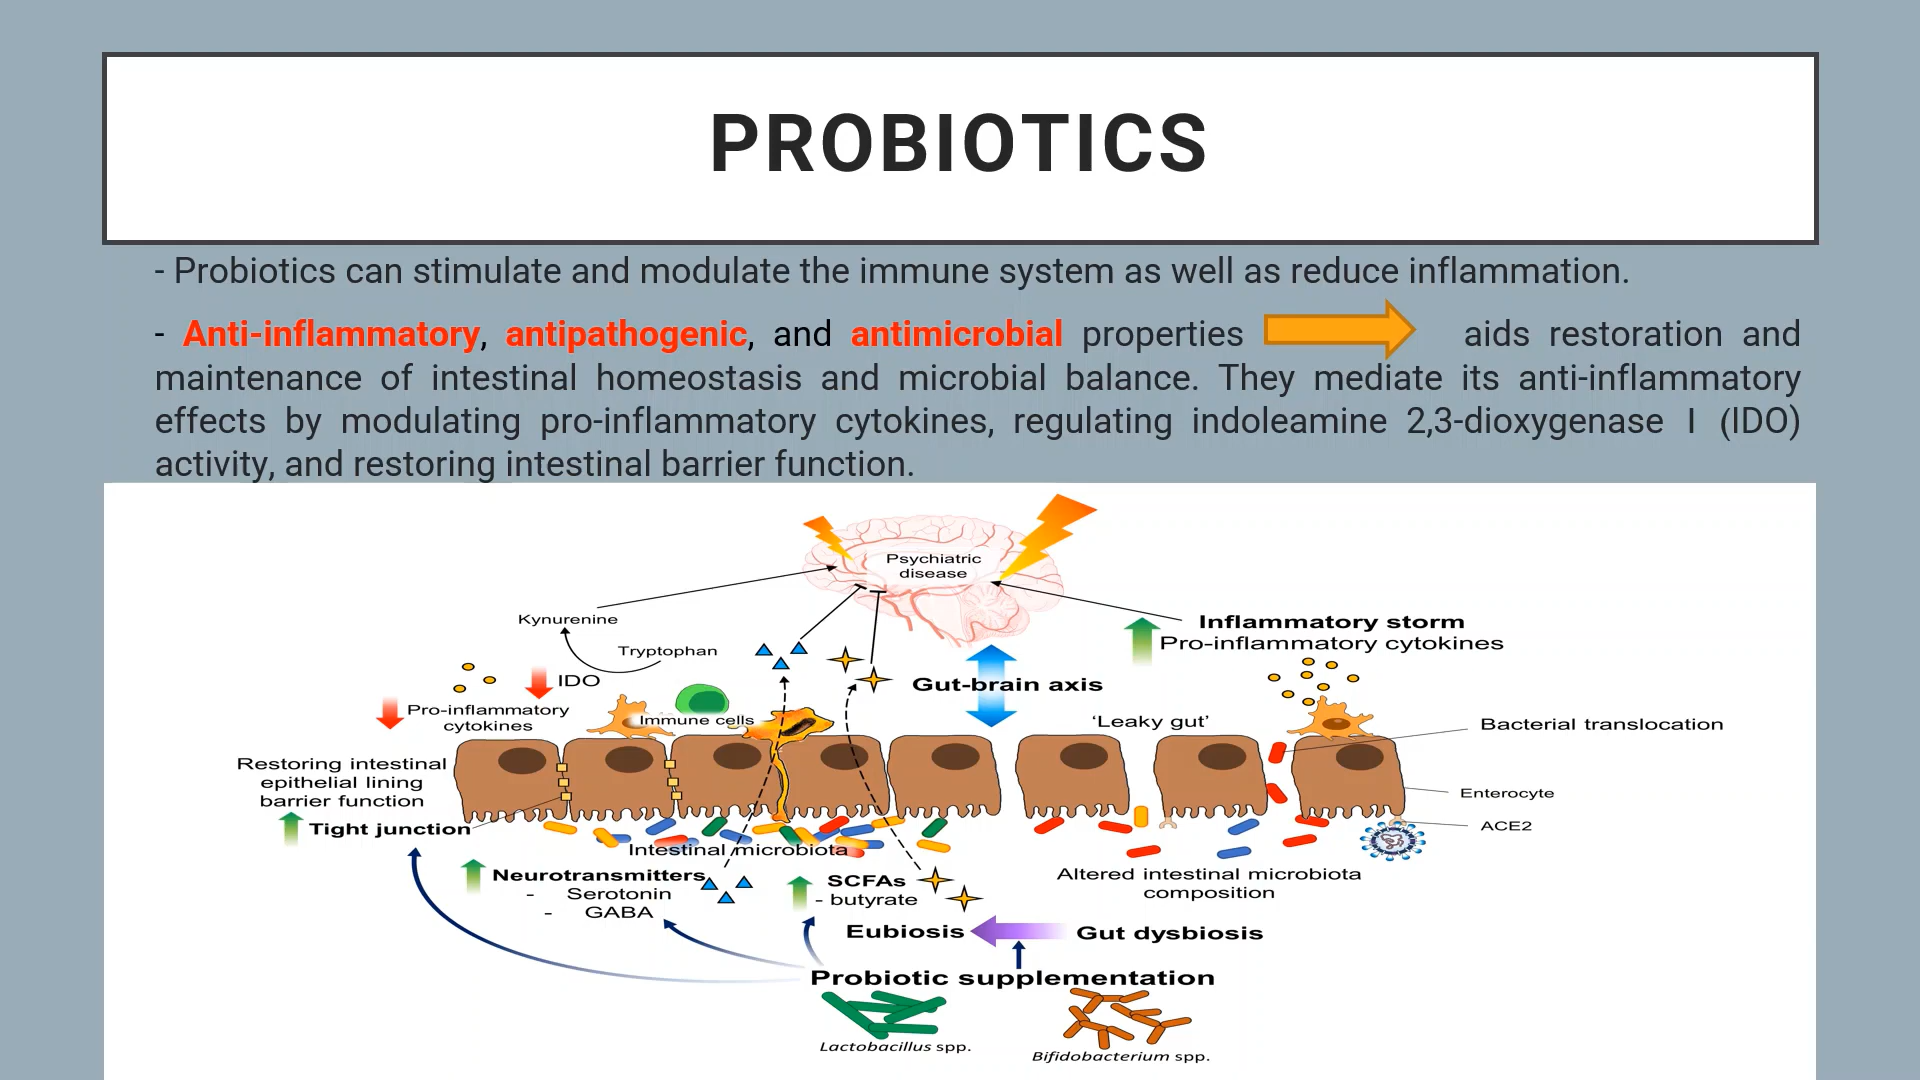 PROBIOTICS
- Probiotics can stimulate and modulate the immune system as well as reduce inflammation.
- Anti-inflammatory, antipathogenic, and antimicrobial properties aids restoration and
maintenance of intestinal homeostasis and microbial balance. They mediate its anti-inflammatory
effects by modulating pro-inflammatory cytokines, regulating indoleamine 2,3-dioxygenase I (IDO)
activity, and restoring intestinal barrier function.
Psychiatric
disease
Kynurenine
Tryptophan
IDO
Pro-inflammatory
cytokines
Immune cells
Inflammatory storm
Pro-inflammatory cytokines
Gut-brain axis
'Leaky gut'
Bacterial translocation
Restoring intestinal
epithelial lining
barrier function
Tight junction
Enterocyte
ACE2
Intestinal microbiota
Neurotransmitters
- Serotonin
- GABA
SCFAs
- butyrate
Altered intestinal microbiota
composition
Eubiosis
Gut dysbiosis
Probiotic supplementation
Lactobacillus spp.
Bifidobacterium spp.